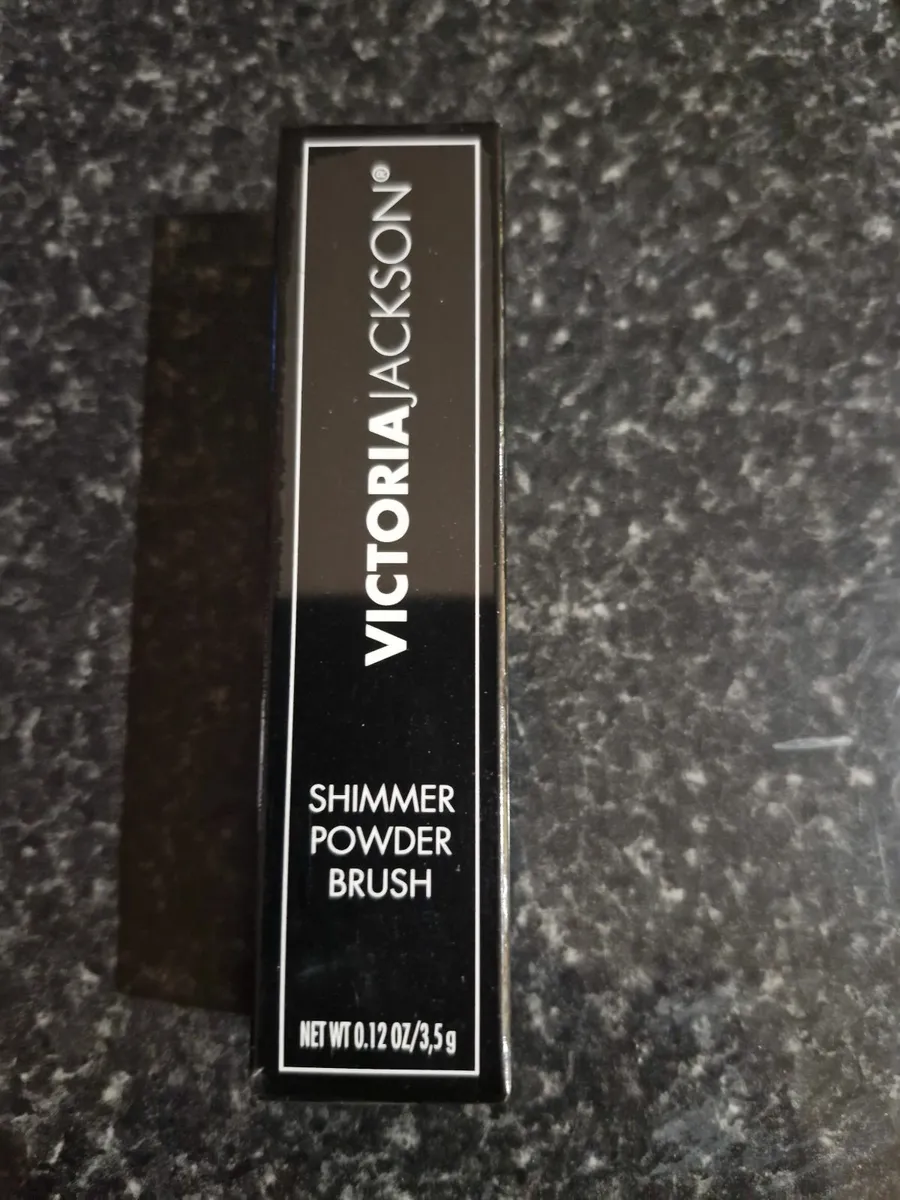 VICTORIAJACKSON®
SHIMMER
POWDER
BRUSH
NET WT 0.12 OZ/3,5 g